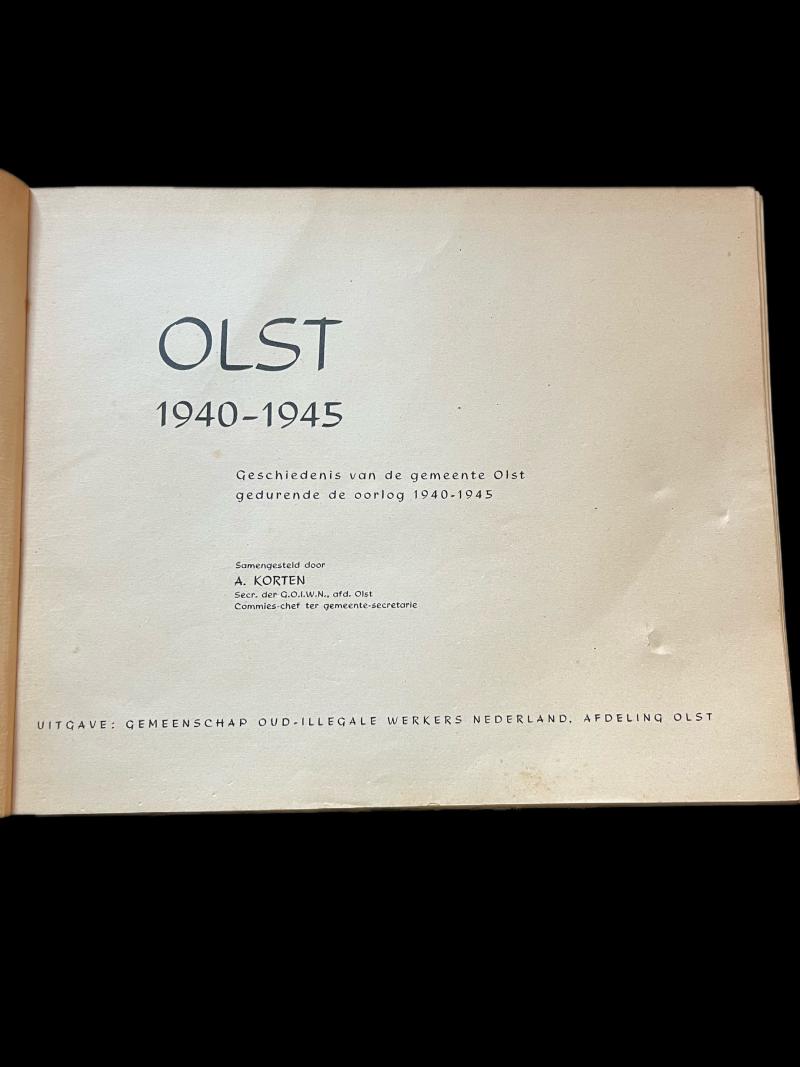 OLST
1940-1945
Geschiedenis van de gemeente Olst
gedurende de oorlog 1940-1945
Samengesteld door
A. KORTEN
Secr. der G.O.I.W.N., afd. Olst
Commies-chef ter gemeente-secretarie
UITGAVE: GEMEENSCHAP OUD-ILLEGALE WERKERS NEDERLAND, AFDELING OLST